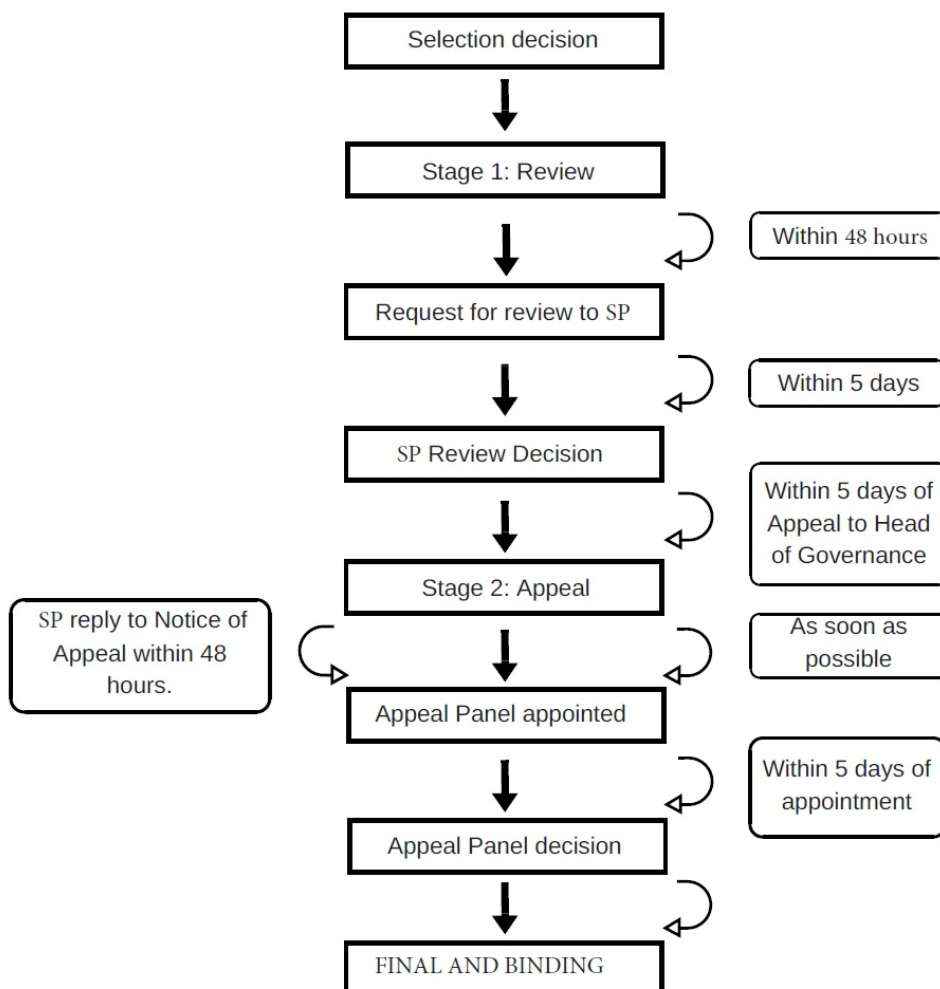 Selection decision
Stage 1: Review
Within 48 hours
Request for review to SP
Within 5 days
SP Review Decision
Within 5 days of
Appeal to Head
of Governance
Stage 2: Appeal
SP reply to Notice of
Appeal within 48
hours.
As soon as
possible
Appeal Panel appointed
Within 5 days of
appointment
Appeal Panel decision
FINAL AND BINDING